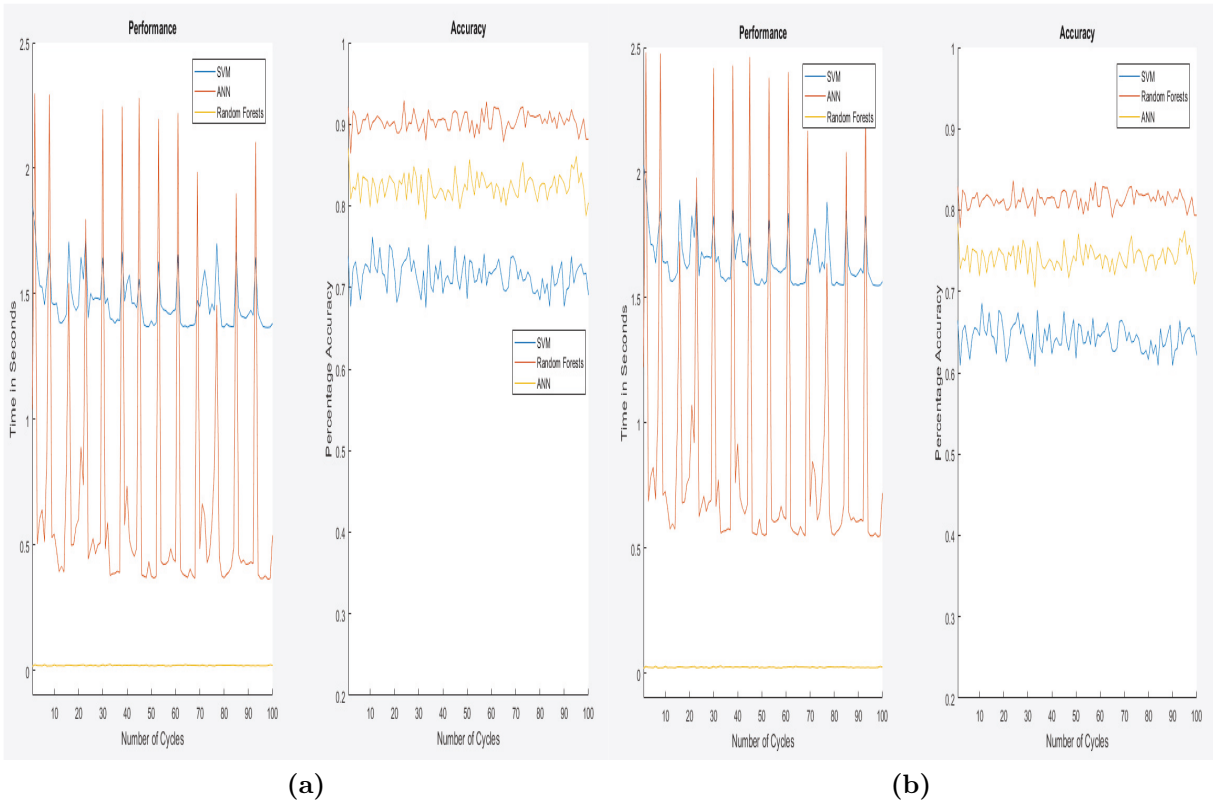 Performance
2.5
2
1.5
1
0.5
0
Time in Seconds
SVM
ANN
Random Forests
10 20 30 40 50 60 70 80 90 100
Number of Cycles
Accuracy
1
0.9
0.8
0.7
0.6
0.5
0.4
0.3
0.2
Percentage Accuracy
SVM
Random Forests
ANN
10 20 30 40 50 60 70 80 90 100
Number of Cycles
(a)
Performance
2.5
2
1.5
1
0.5
0
Time in Seconds
SVM
ANN
Random Forests
10 20 30 40 50 60 70 80 90 100
Number of Cycles
Accuracy
1
0.9
0.8
0.7
0.6
0.5
0.4
0.3
0.2
Percentage Accuracy
SVM
Random Forests
ANN
10 20 30 40 50 60 70 80 90 100
Number of Cycles
(b)